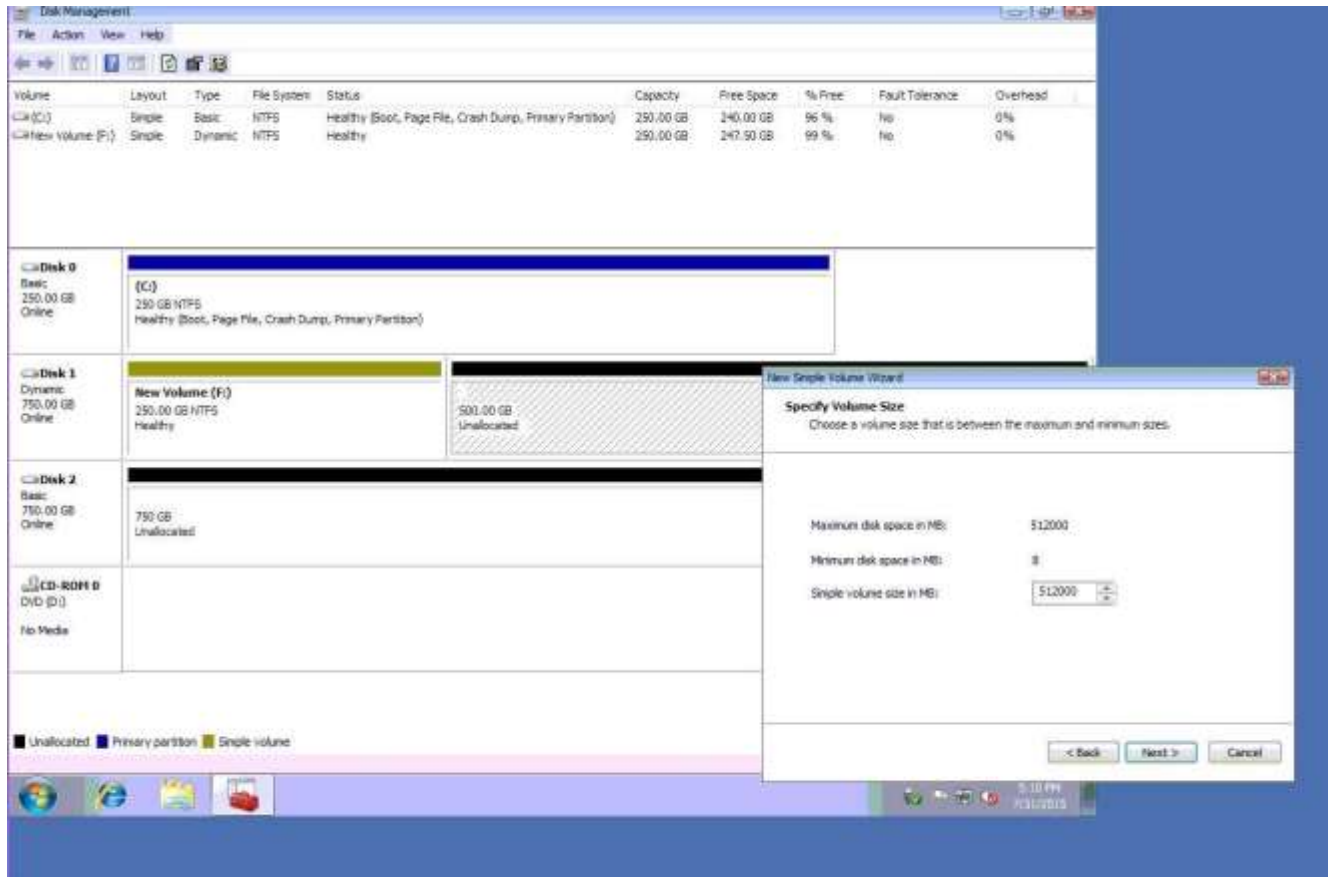 Disk Management
File Action View Help
Volume Layout Type File System Status Capacity Free Space % Free Fault Tolerance Overhead
(C:) Simple Basic NTFS Healthy (Boot, Page File, Crash Dump, Primary Partition) 250.00 GB 240.00 GB 96 % No 0%
New Volume (F:) Simple Dynamic NTFS Healthy 250.00 GB 247.50 GB 99 % No 0%
Disk 0
Basic
250.00 GB
Online
(C:)
250 GB NTFS
Healthy (Boot, Page File, Crash Dump, Primary Partition)
Disk 1
Dynamic
750.00 GB
Online
New Volume (F:)
250.00 GB NTFS
Healthy
500.00 GB
Unallocated
Disk 2
Basic
750.00 GB
Online
750 GB
Unallocated
CD-ROM 0
DVD (D:)
No Media
Unallocated Primary partition Simple volume
New Simple Volume Wizard
Specify Volume Size
Choose a volume size that is between the maximum and minimum sizes.
Maximum disk space in MB: 512000
Minimum disk space in MB: 8
Simple volume size in MB: 512000
< Back Next > Cancel
5:10 PM
7/31/2015